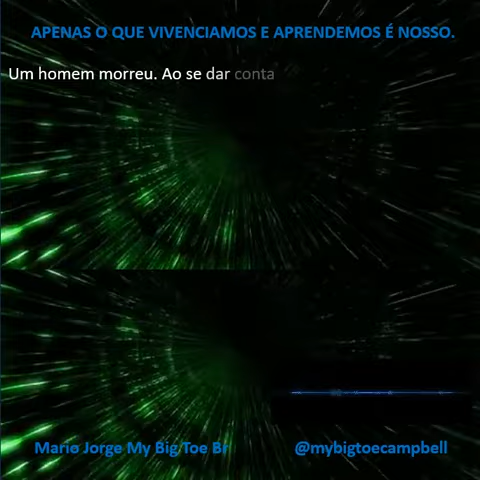 APENAS O QUE VIVENCIAMOS E APRENDEMOS É NOSSO.
Um homem morreu. Ao se dar conta
Mario Jorge My Big Toe Br
@mybigtoecampbell